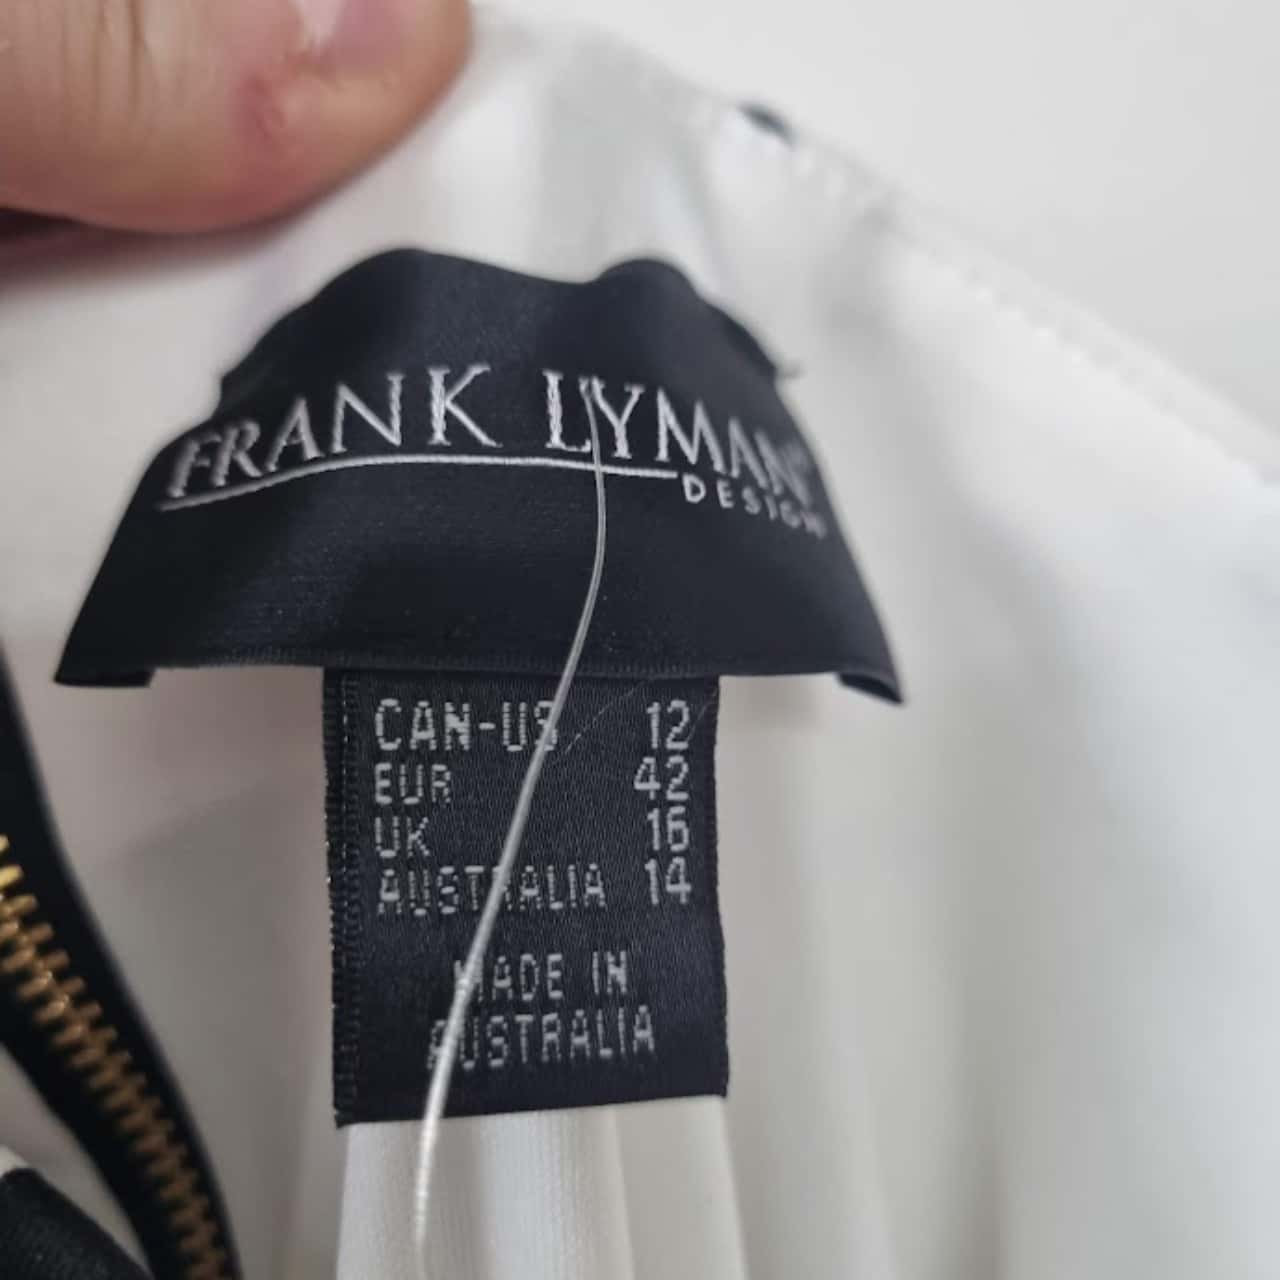 FRANK LYMAN
DESIGN
CAN-US 12
EUR 42
UK 16
AUSTRALIA 14
MADE IN
AUSTRALIA